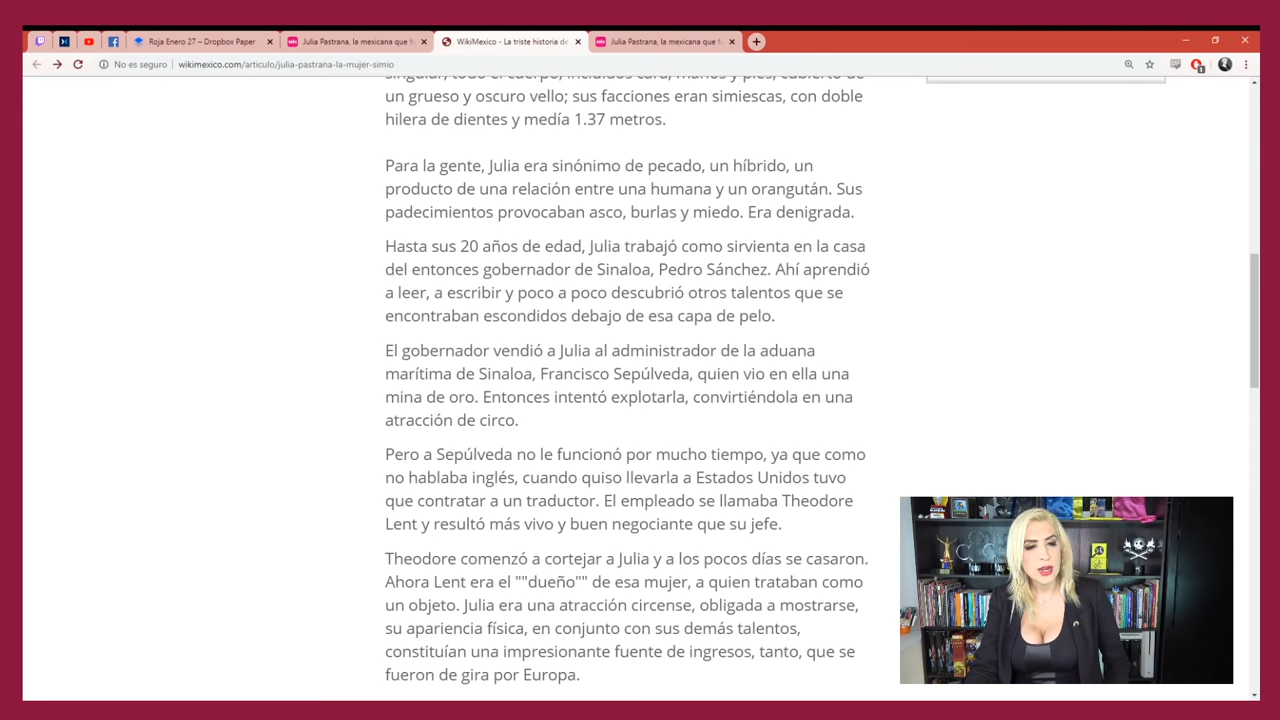 Roja Enero 27 – Dropbox Paper
Julia Pastrana, la mexicana que fu
WikiMexico - La triste historia de
Julia Pastrana, la mexicana que fu
No es seguro
wikimexico.com/articulo/julia-pastrana-la-mujer-simio
singular, todo el cuerpo, incluidos cara, manos y pies, cubierto de
un grueso y oscuro vello; sus facciones eran simiescas, con doble
hilera de dientes y medía 1.37 metros.
Para la gente, Julia era sinónimo de pecado, un híbrido, un
producto de una relación entre una humana y un orangután. Sus
padecimientos provocaban asco, burlas y miedo. Era denigrada.
Hasta sus 20 años de edad, Julia trabajó como sirvienta en la casa
del entonces gobernador de Sinaloa, Pedro Sánchez. Ahí aprendió
a leer, a escribir y poco a poco descubrió otros talentos que se
encontraban escondidos debajo de esa capa de pelo.
El gobernador vendió a Julia al administrador de la aduana
marítima de Sinaloa, Francisco Sepúlveda, quien vio en ella una
mina de oro. Entonces intentó explotarla, convirtiéndola en una
atracción de circo.
Pero a Sepúlveda no le funcionó por mucho tiempo, ya que como
no hablaba inglés, cuando quiso llevarla a Estados Unidos tuvo
que contratar a un traductor. El empleado se llamaba Theodore
Lent y resultó más vivo y buen negociante que su jefe.
Theodore comenzó a cortejar a Julia y a los pocos días se casaron.
Ahora Lent era el ""dueño"" de esa mujer, a quien trataban como
un objeto. Julia era una atracción circense, obligada a mostrarse,
su apariencia física, en conjunto con sus demás talentos,
constituían una impresionante fuente de ingresos, tanto, que se
fueron de gira por Europa.